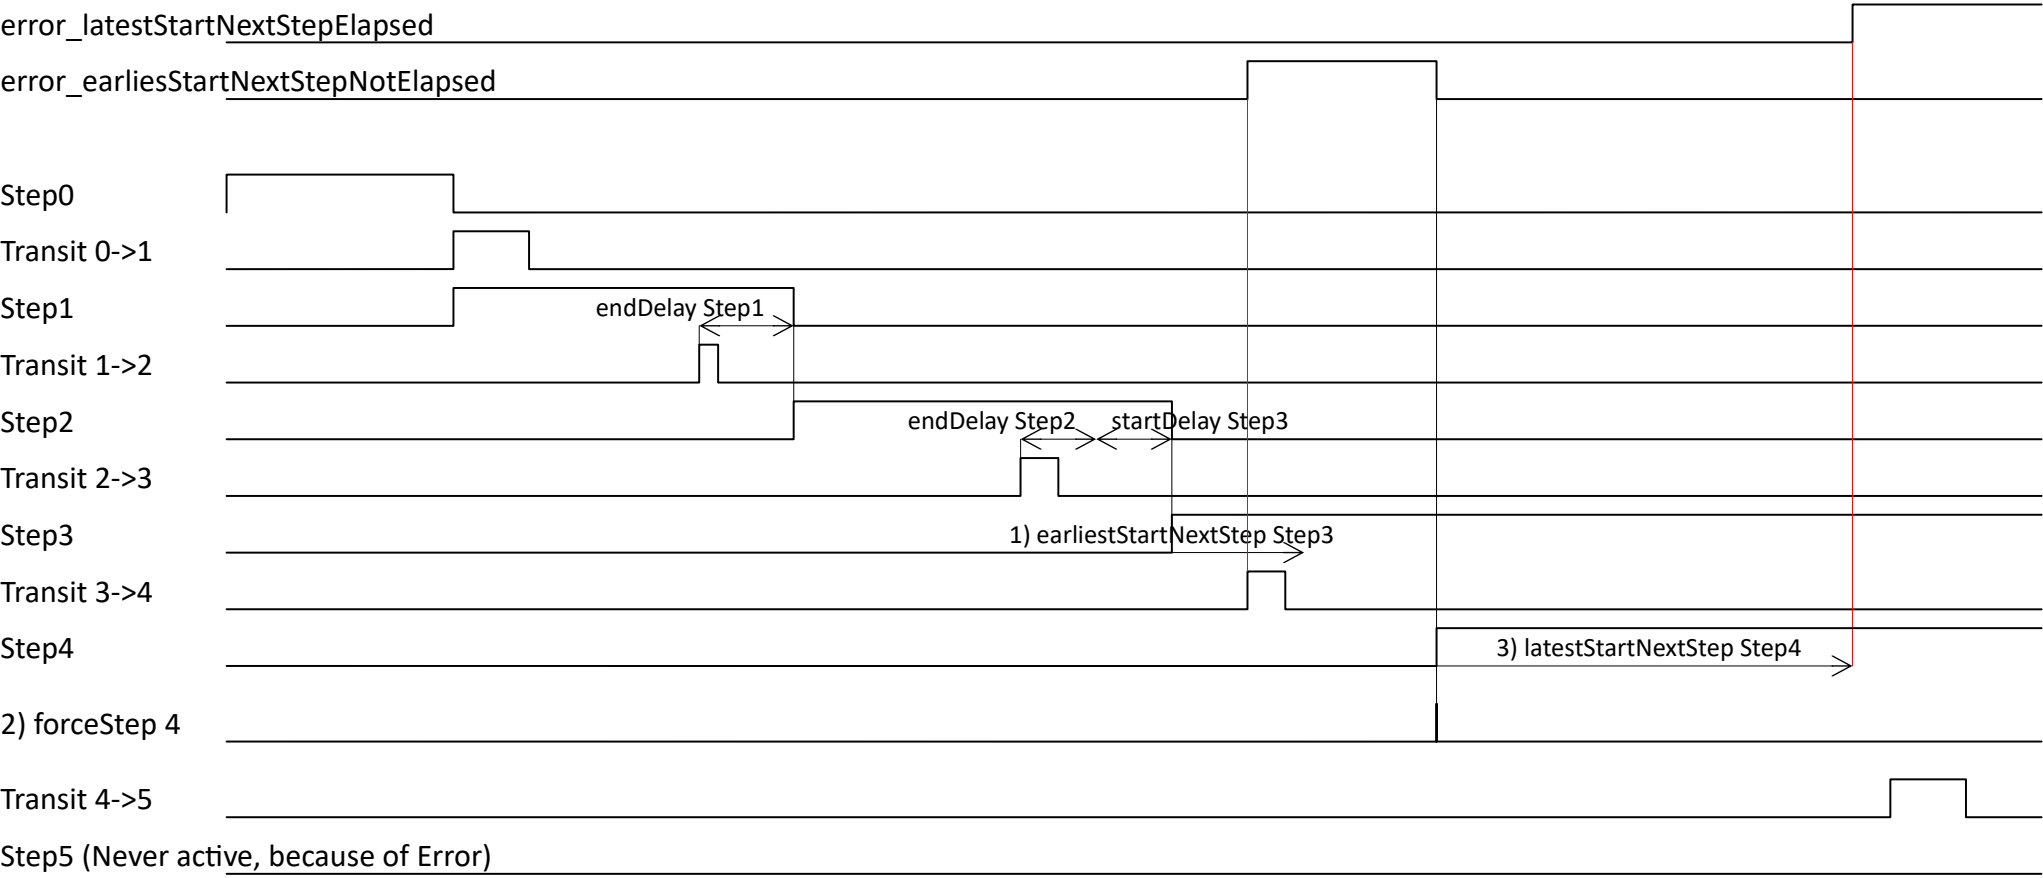 error_latestStartNextStepElapsed
error_earliesStartNextStepNotElapsed
Step0
Transit 0->1
Step1
endDelay Step1
Transit 1->2
Step2
endDelay Step2
startDelay Step3
Transit 2->3
Step3
1) earliestStartNextStep Step3
Transit 3->4
Step4
3) latestStartNextStep Step4
2) forceStep 4
Transit 4->5
Step5 (Never active, because of Error)